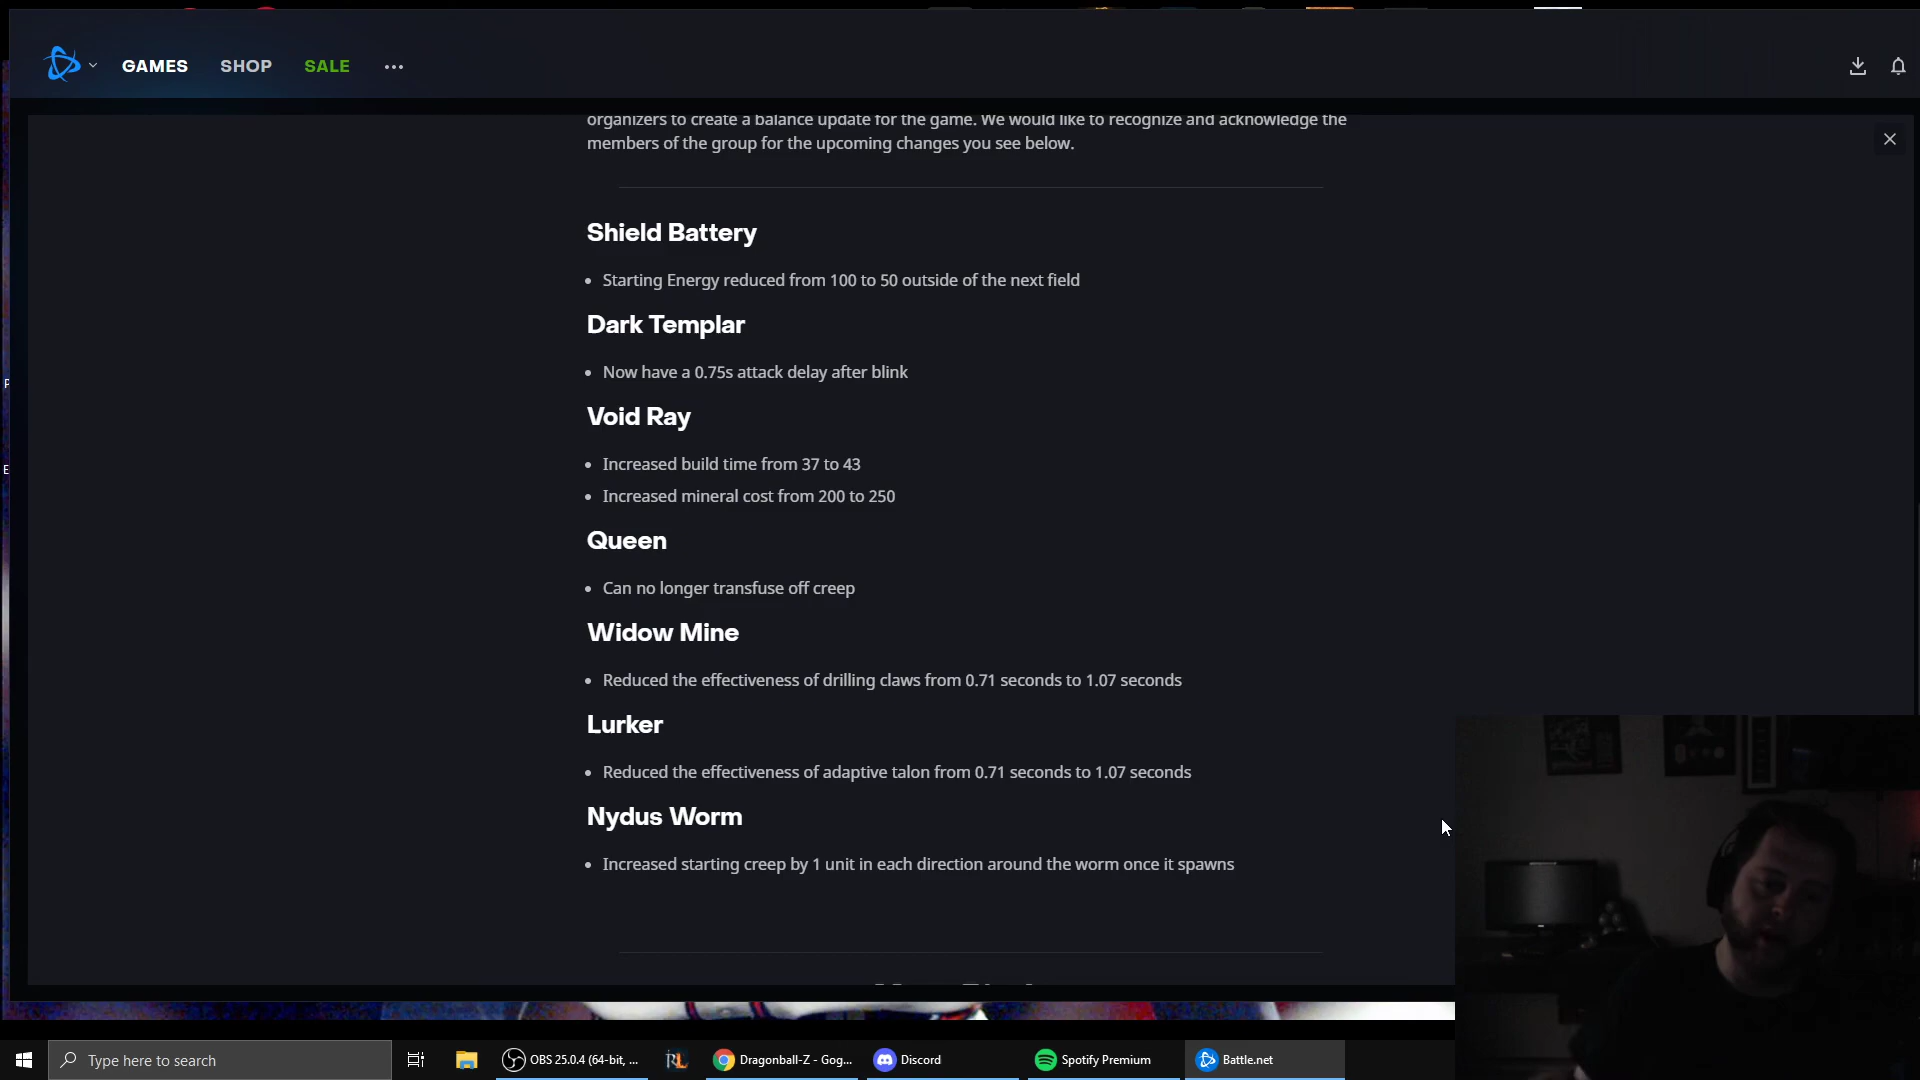 GAMES SHOP SALE
organizers to create a balance update for the game. We would like to recognize and acknowledge the
members of the group for the upcoming changes you see below.
Shield Battery
• Starting Energy reduced from 100 to 50 outside of the next field
Dark Templar
• Now have a 0.75s attack delay after blink
Void Ray
• Increased build time from 37 to 43
• Increased mineral cost from 200 to 250
Queen
• Can no longer transfuse off creep
Widow Mine
• Reduced the effectiveness of drilling claws from 0.71 seconds to 1.07 seconds
Lurker
• Reduced the effectiveness of adaptive talon from 0.71 seconds to 1.07 seconds
Nydus Worm
• Increased starting creep by 1 unit in each direction around the worm once it spawns
P
E
Type here to search
RL
OBS 25.0.4 (64-bit, ...
Dragonball-Z - Gog...
Discord
Spotify Premium
Battle.net